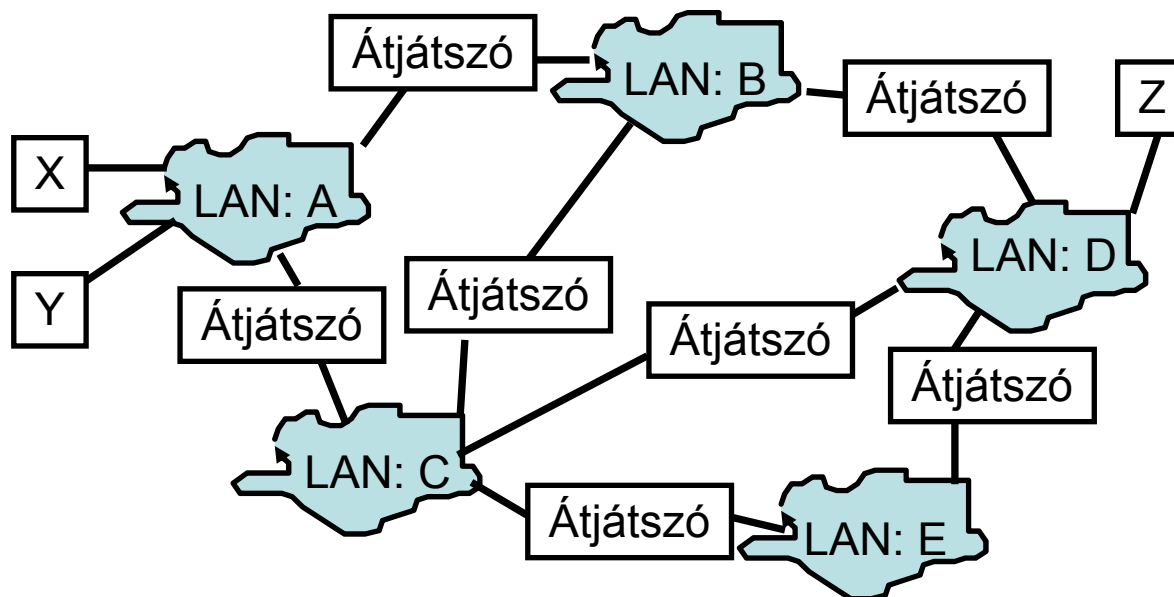 Átjátszó
LAN: B
Átjátszó
Z
X
LAN: A
Y
Átjátszó
Átjátszó
LAN: D
Átjátszó
Átjátszó
LAN: C
Átjátszó
LAN: E